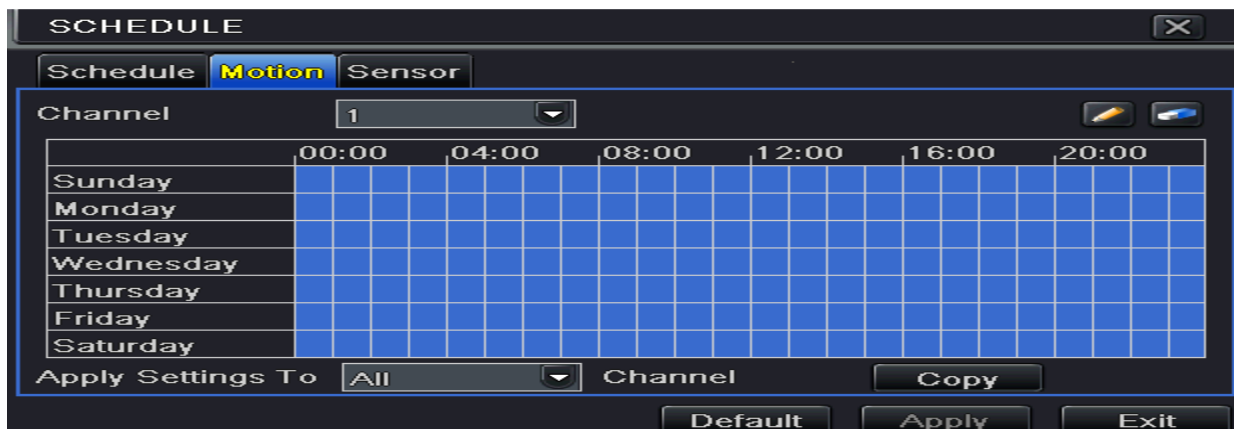 SCHEDULE
Schedule Motion Sensor
Channel 1
00:00 04:00 08:00 12:00 16:00 20:00
Sunday
Monday
Tuesday
Wednesday
Thursday
Friday
Saturday
Apply Settings To All Channel Copy
Default Apply Exit